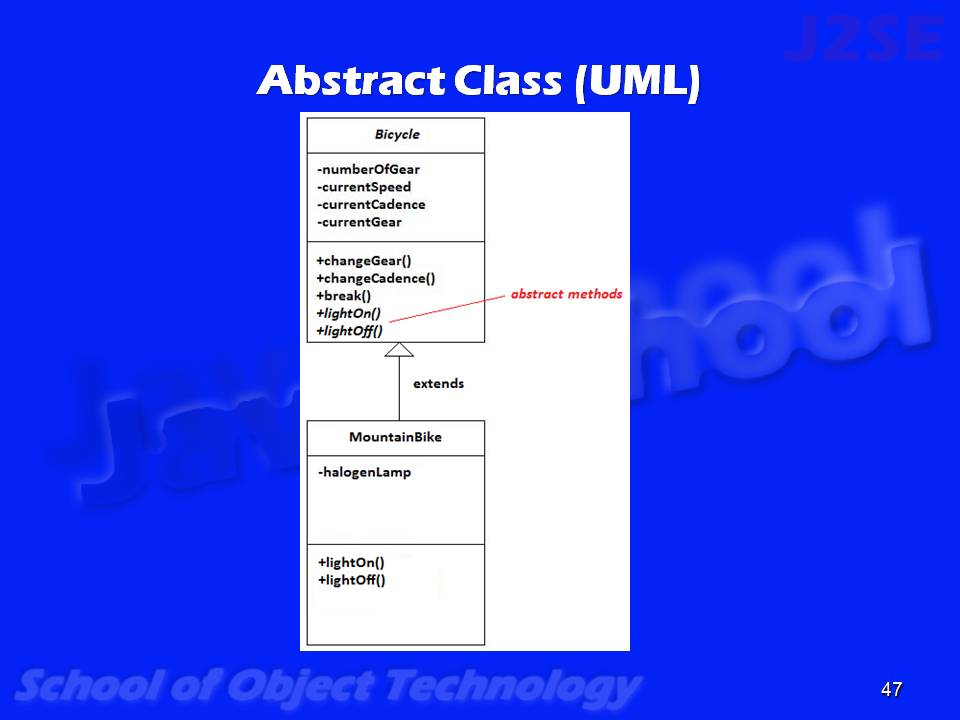 J2SE
Abstract Class (UML)
Bicycle
-numberOfGear
-currentSpeed
-currentCadence
-currentGear
+changeGear()
+changeCadence()
+break()
+lightOn()
+lightOff()
abstract methods
extends
MountainBike
-halogenLamp
+lightOn()
+lightOff()
School of Object Technology
47